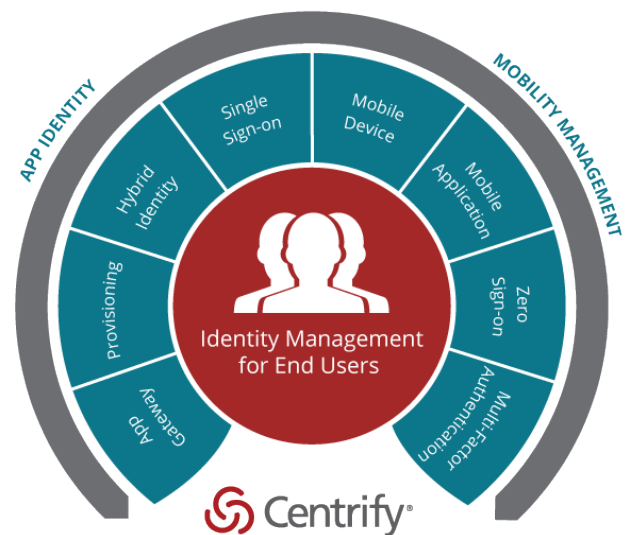 APP IDENTITY
MOBILITY MANAGEMENT
App
Gateway
Provisioning
Hybrid
Identity
Single
Sign-on
Mobile
Device
Mobile
Application
Zero
Sign-on
Multi-Factor
Authentication
Identity Management
for End Users
Centrify®